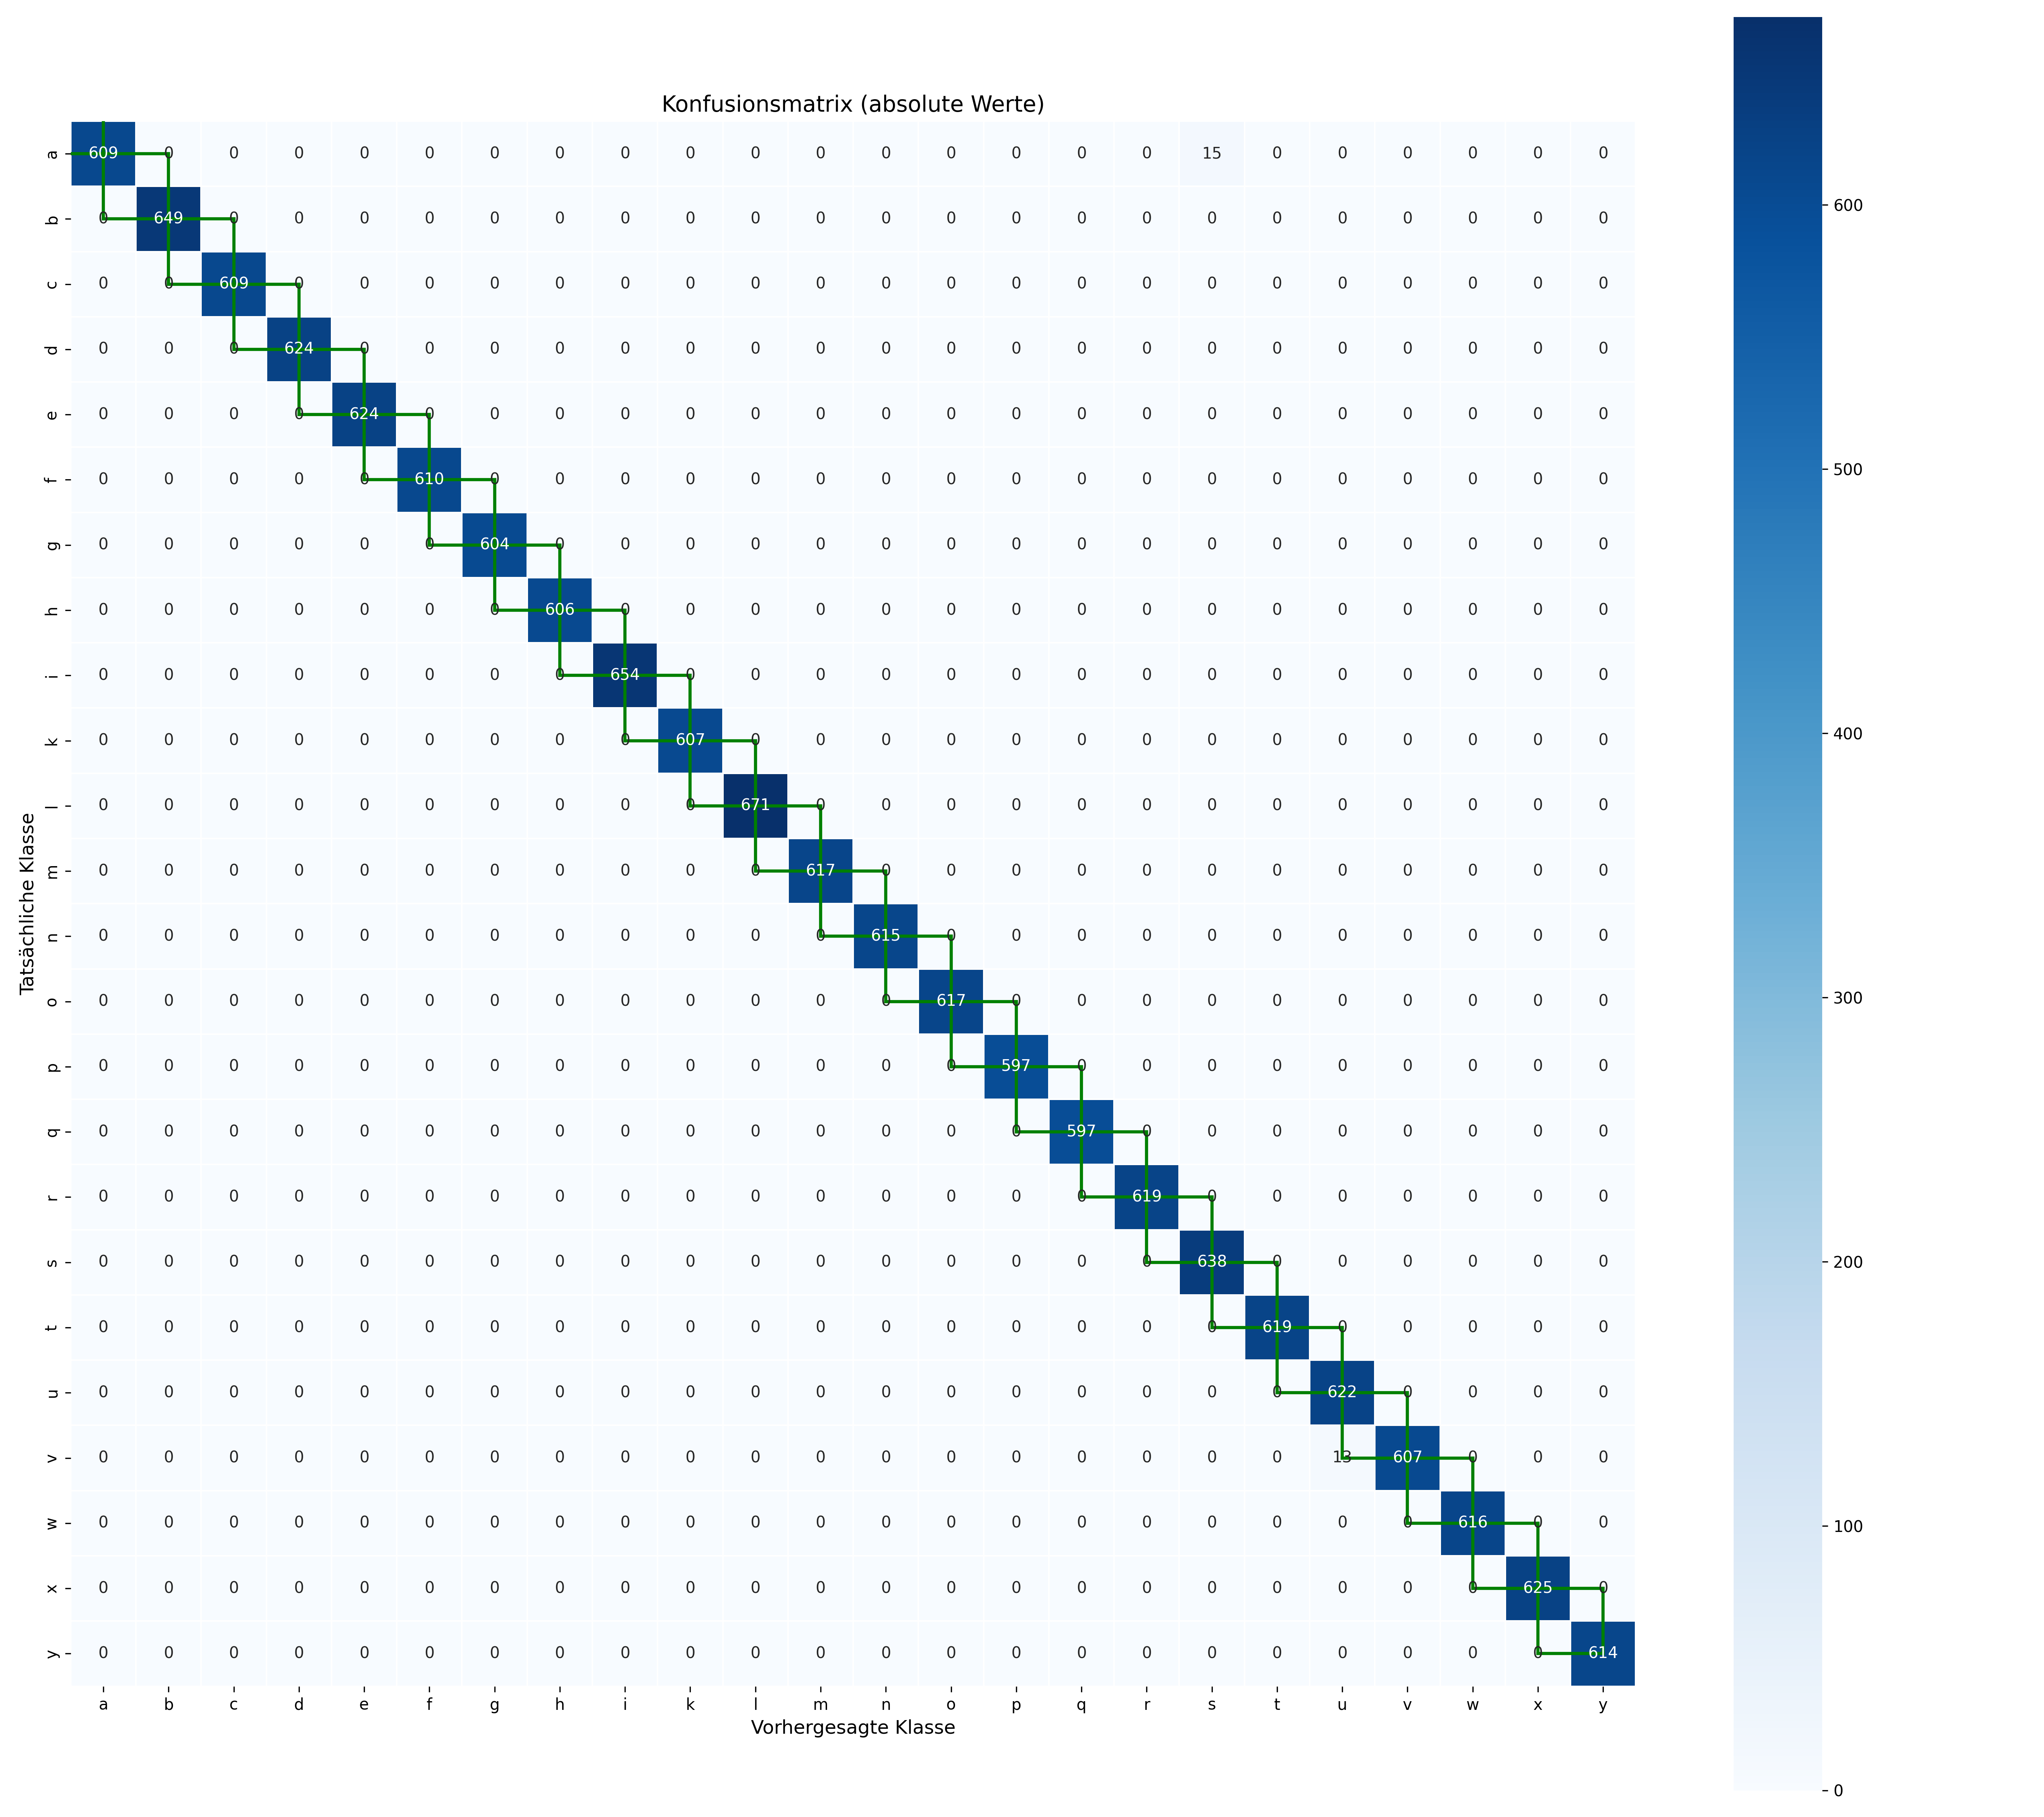 Konfusionsmatrix (absolute Werte)
Tatsächliche Klasse
a 609 0 0 0 0 0 0 0 0 0 0 0 0 0 0 0 0 15 0 0 0 0 0 0
b 0 649 0 0 0 0 0 0 0 0 0 0 0 0 0 0 0 0 0 0 0 0 0 0
c 0 0 609 0 0 0 0 0 0 0 0 0 0 0 0 0 0 0 0 0 0 0 0 0
d 0 0 0 624 0 0 0 0 0 0 0 0 0 0 0 0 0 0 0 0 0 0 0 0
e 0 0 0 0 624 0 0 0 0 0 0 0 0 0 0 0 0 0 0 0 0 0 0 0
f 0 0 0 0 0 610 0 0 0 0 0 0 0 0 0 0 0 0 0 0 0 0 0 0
g 0 0 0 0 0 0 604 0 0 0 0 0 0 0 0 0 0 0 0 0 0 0 0 0
h 0 0 0 0 0 0 0 606 0 0 0 0 0 0 0 0 0 0 0 0 0 0 0 0
i 0 0 0 0 0 0 0 0 654 0 0 0 0 0 0 0 0 0 0 0 0 0 0 0
k 0 0 0 0 0 0 0 0 0 607 0 0 0 0 0 0 0 0 0 0 0 0 0 0
l 0 0 0 0 0 0 0 0 0 0 671 0 0 0 0 0 0 0 0 0 0 0 0 0
m 0 0 0 0 0 0 0 0 0 0 0 617 0 0 0 0 0 0 0 0 0 0 0 0
n 0 0 0 0 0 0 0 0 0 0 0 0 615 0 0 0 0 0 0 0 0 0 0 0
o 0 0 0 0 0 0 0 0 0 0 0 0 0 617 0 0 0 0 0 0 0 0 0 0
p 0 0 0 0 0 0 0 0 0 0 0 0 0 0 597 0 0 0 0 0 0 0 0 0
q 0 0 0 0 0 0 0 0 0 0 0 0 0 0 0 597 0 0 0 0 0 0 0 0
r 0 0 0 0 0 0 0 0 0 0 0 0 0 0 0 0 619 0 0 0 0 0 0 0
s 0 0 0 0 0 0 0 0 0 0 0 0 0 0 0 0 0 638 0 0 0 0 0 0
t 0 0 0 0 0 0 0 0 0 0 0 0 0 0 0 0 0 0 619 0 0 0 0 0
u 0 0 0 0 0 0 0 0 0 0 0 0 0 0 0 0 0 0 0 622 0 0 0 0
v 0 0 0 0 0 0 0 0 0 0 0 0 0 0 0 0 0 0 0 13 607 0 0 0
w 0 0 0 0 0 0 0 0 0 0 0 0 0 0 0 0 0 0 0 0 0 616 0 0
x 0 0 0 0 0 0 0 0 0 0 0 0 0 0 0 0 0 0 0 0 0 0 625 0
y 0 0 0 0 0 0 0 0 0 0 0 0 0 0 0 0 0 0 0 0 0 0 0 614
a b c d e f g h i k l m n o p q r s t u v w x y
Vorhergesagte Klasse
600
500
400
300
200
100
0